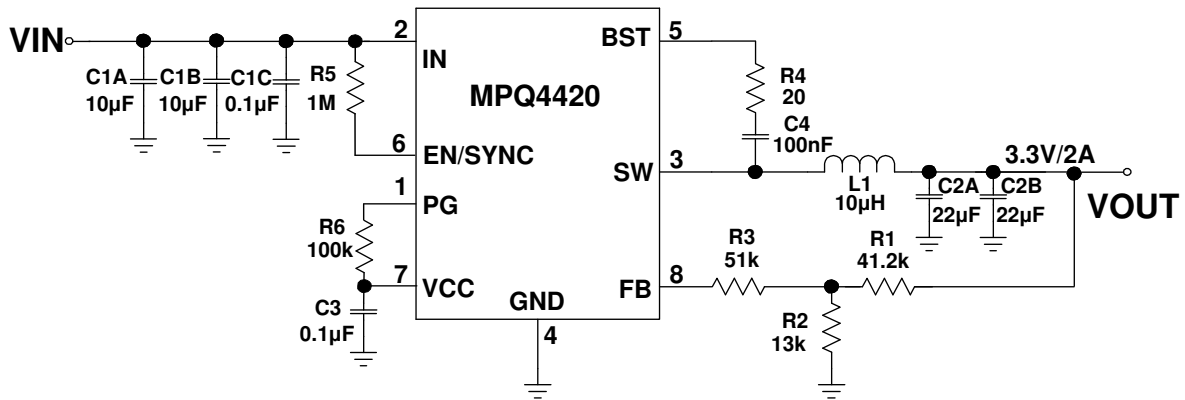 VIN
C1A
10µF
C1B
10µF
C1C
0.1µF
R5
1M
2
IN
6
EN/SYNC
1
PG
R6
100k
7
VCC
C3
0.1µF
MPQ4420
GND
4
BST
5
R4
20
C4
100nF
SW
3
L1
10µH
3.3V/2A
C2A
22µF
C2B
22µF
VOUT
FB
8
R3
51k
R1
41.2k
R2
13k